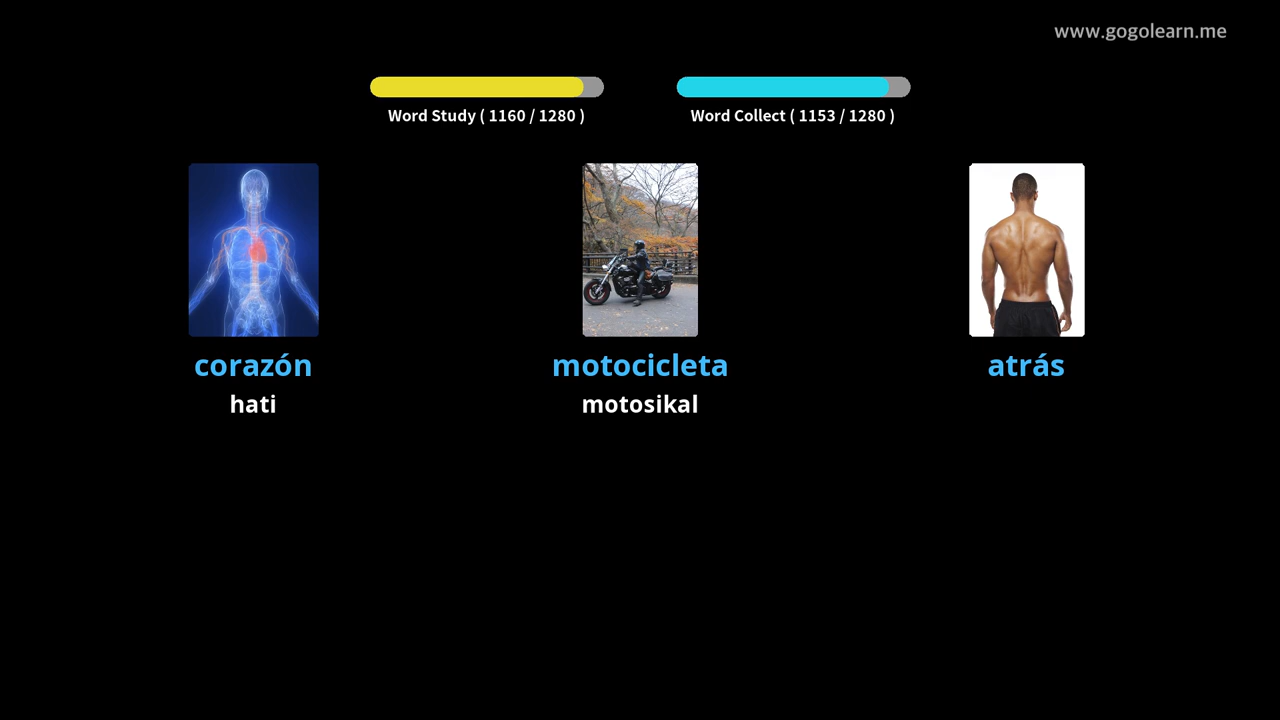 www.gogolearn.me
Word Study ( 1160 / 1280 )
Word Collect ( 1153 / 1280 )
corazón
hati
motocicleta
motosikal
atrás